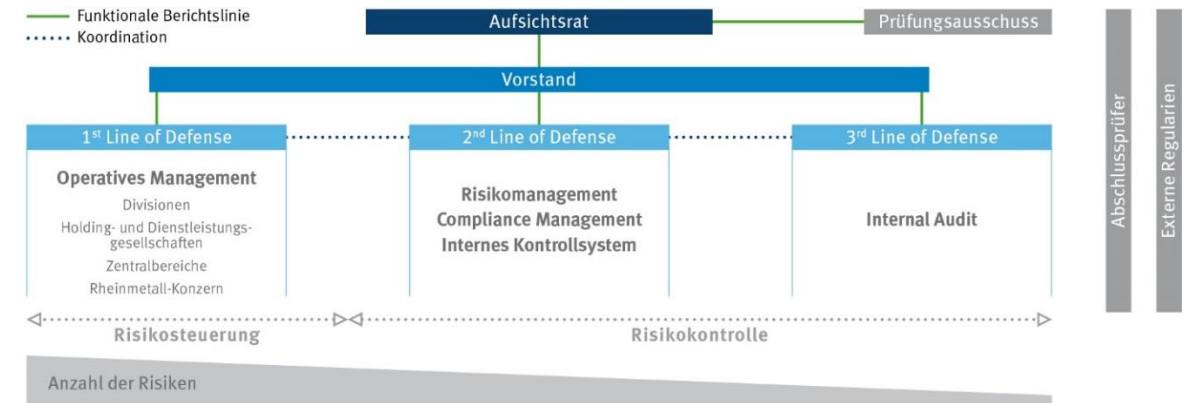 Funktionale Berichtslinie
Koordination
Aufsichtsrat
Prüfungsausschuss
Vorstand
1st Line of Defense
2nd Line of Defense
3rd Line of Defense
Operatives Management
Divisionen
Holding- und Dienstleistungs-
gesellschaften
Zentralbereiche
Rheinmetall-Konzern
Risikomanagement
Compliance Management
Internes Kontrollsystem
Internal Audit
Risikosteuerung
Risikokontrolle
Anzahl der Risiken
Abschlussprüfer
Externe Regularien